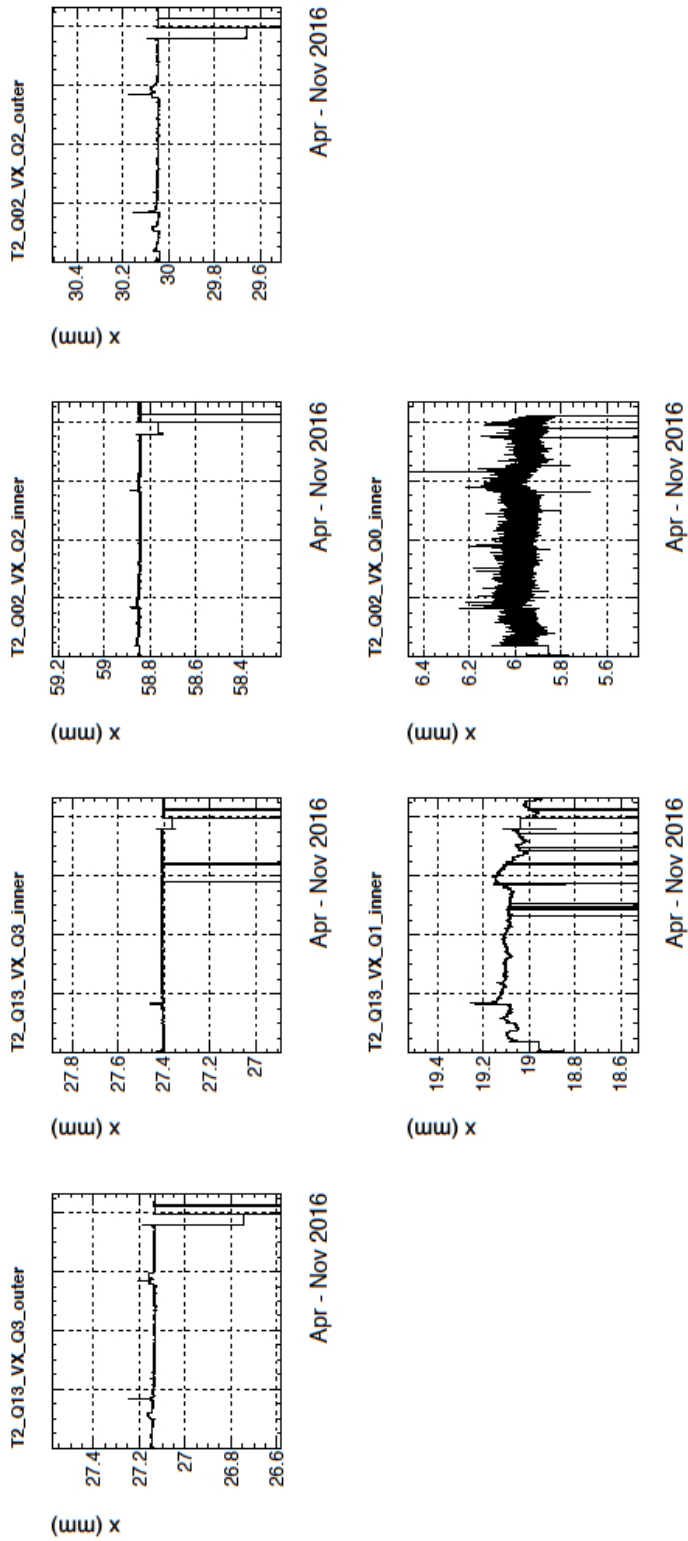 T2_Q13_VX_Q3_outer
x (mm)
27.4
27.2
27
26.8
26.6
Apr - Nov 2016
T2_Q13_VX_Q3_inner
x (mm)
27.8
27.6
27.4
27.2
27
Apr - Nov 2016
T2_Q02_VX_Q2_inner
x (mm)
59.2
59
58.8
58.6
58.4
Apr - Nov 2016
T2_Q02_VX_Q2_outer
x (mm)
30.4
30.2
30
29.8
29.6
Apr - Nov 2016
T2_Q13_VX_Q1_inner
x (mm)
19.4
19.2
19
18.8
18.6
Apr - Nov 2016
T2_Q02_VX_Q0_inner
x (mm)
6.4
6.2
6
5.8
5.6
Apr - Nov 2016